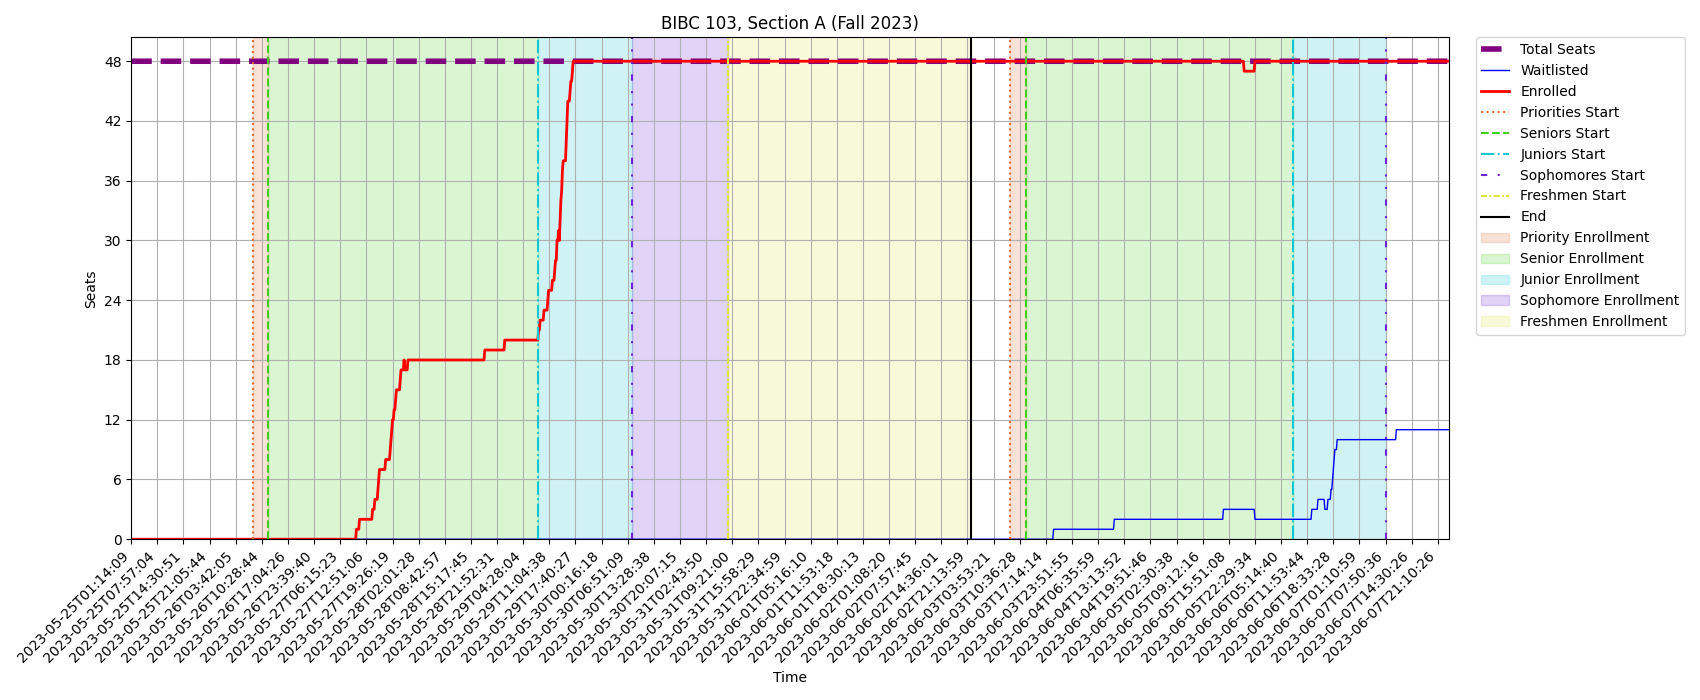 BIBC 103, Section A (Fall 2023)
Seats
48
42
36
30
24
18
12
6
0
2023-05-25T01:14:09
2023-05-25T07:57:04
2023-05-25T14:30:51
2023-05-25T21:05:44
2023-05-26T03:42:05
2023-05-26T10:28:44
2023-05-26T17:04:26
2023-05-26T23:39:40
2023-05-27T06:15:23
2023-05-27T12:51:06
2023-05-27T19:26:19
2023-05-28T02:01:28
2023-05-28T08:42:57
2023-05-28T15:17:45
2023-05-28T21:52:31
2023-05-29T04:28:04
2023-05-29T11:04:38
2023-05-29T17:40:27
2023-05-30T00:16:18
2023-05-30T06:51:09
2023-05-30T13:28:38
2023-05-30T20:07:15
2023-05-31T02:43:50
2023-05-31T09:21:00
2023-05-31T15:58:29
2023-05-31T22:34:59
2023-06-01T05:16:10
2023-06-01T11:53:18
2023-06-01T18:30:13
2023-06-02T01:08:20
2023-06-02T07:57:45
2023-06-02T14:36:01
2023-06-02T21:13:59
2023-06-03T03:53:21
2023-06-03T10:36:28
2023-06-03T17:14:14
2023-06-03T23:51:55
2023-06-04T06:35:59
2023-06-04T13:13:52
2023-06-04T19:51:46
2023-06-05T02:30:38
2023-06-05T09:12:16
2023-06-05T15:51:08
2023-06-05T22:29:34
2023-06-06T05:14:40
2023-06-06T11:53:44
2023-06-06T18:33:28
2023-06-07T01:10:59
2023-06-07T07:50:36
2023-06-07T14:30:26
2023-06-07T21:10:26
Time
Total Seats
Waitlisted
Enrolled
Priorities Start
Seniors Start
Juniors Start
Sophomores Start
Freshmen Start
End
Priority Enrollment
Senior Enrollment
Junior Enrollment
Sophomore Enrollment
Freshmen Enrollment